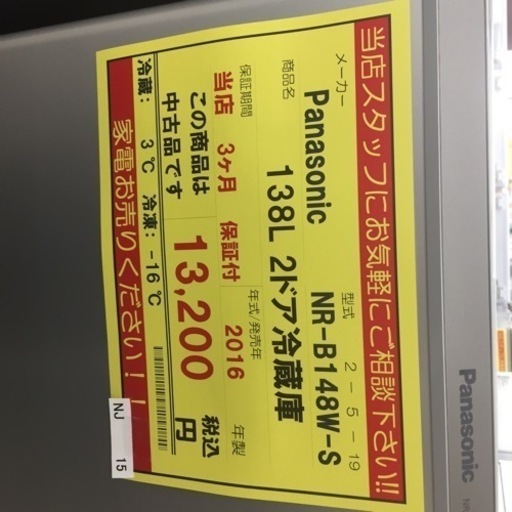 当店スタッフにお気軽にご相談下さい!!
メーカー 型式 2-5-19
Panasonic NR-B148W-S
商品名
138L 2ドア冷蔵庫
保証期間 年式/発売年
当店 3ヶ月 保証付 2016 年製
この商品は
中古品です
13,200 税込 円
冷蔵: 3℃ 冷凍: -16℃
家電お売りください!!
NJ 15
Panasonic
NR